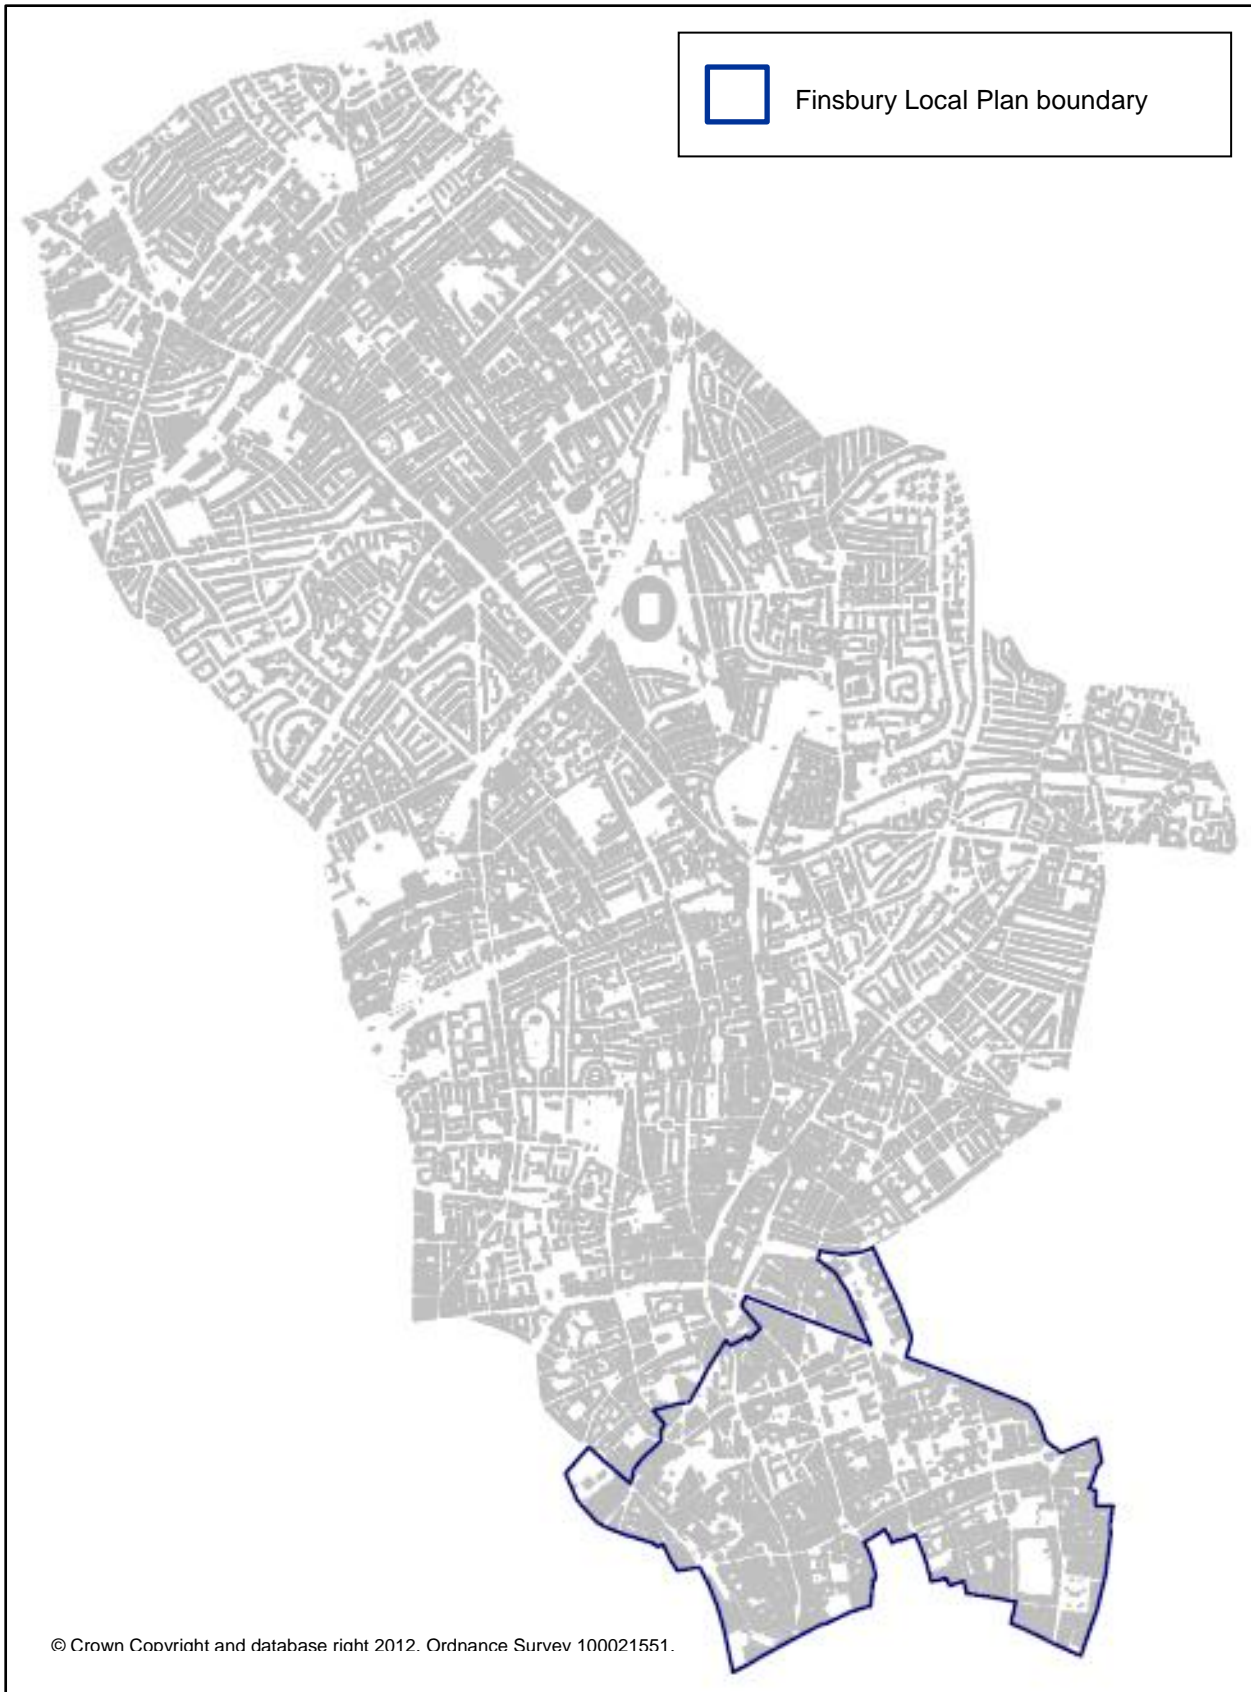 Finsbury Local Plan boundary
© Crown Copyright and database right 2012. Ordnance Survey 100021551.